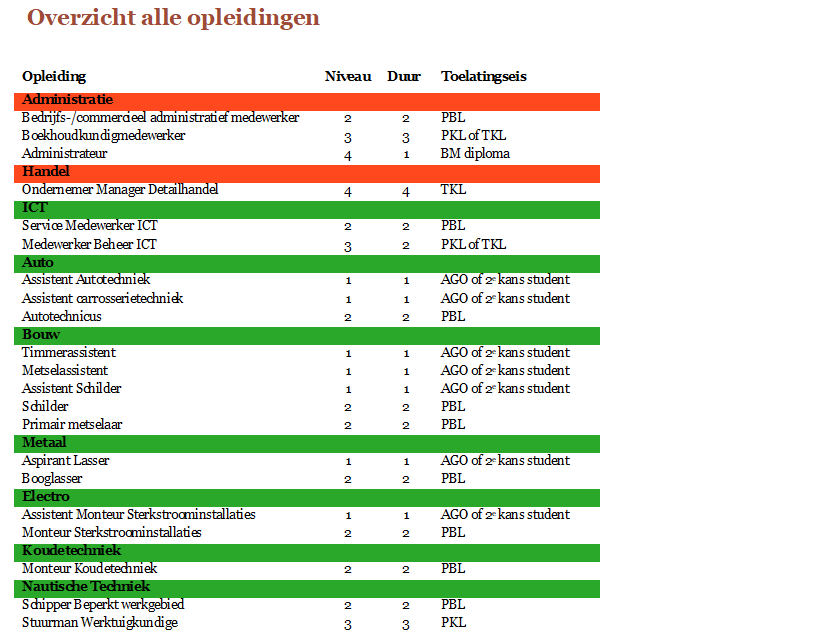 Overzicht alle opleidingen
Opleiding Niveau Duur Toelatingseis
Administratie
Bedrijfs-/commercieel administratief medewerker 2 2 PBL
Boekhoudkundigmedewerker 3 3 PKL of TKL
Administrateur 4 1 BM diploma
Handel
Ondernemer Manager Detailhandel 4 4 TKL
ICT
Service Medewerker ICT 2 2 PBL
Medewerker Beheer ICT 3 2 PKL of TKL
Auto
Assistent Autotechniek 1 1 AGO of 2e kans student
Assistent carrosserietechniek 1 1 AGO of 2e kans student
Autotechnicus 2 2 PBL
Bouw
Timmerassistent 1 1 AGO of 2e kans student
Metselassistent 1 1 AGO of 2e kans student
Assistent Schilder 1 1 AGO of 2e kans student
Schilder 2 2 PBL
Primair metselaar 2 2 PBL
Metaal
Aspirant Lasser 1 1 AGO of 2e kans student
Booglasser 2 2 PBL
Electro
Assistent Monteur Sterkstroominstallaties 1 1 AGO of 2e kans student
Monteur Sterkstroominstallaties 2 2 PBL
Koudetechniek
Monteur Koudetechniek 2 2 PBL
Nautische Techniek
Schipper Beperkt werkgebied 2 2 PBL
Stuurman Werktuigkundige 3 3 PKL